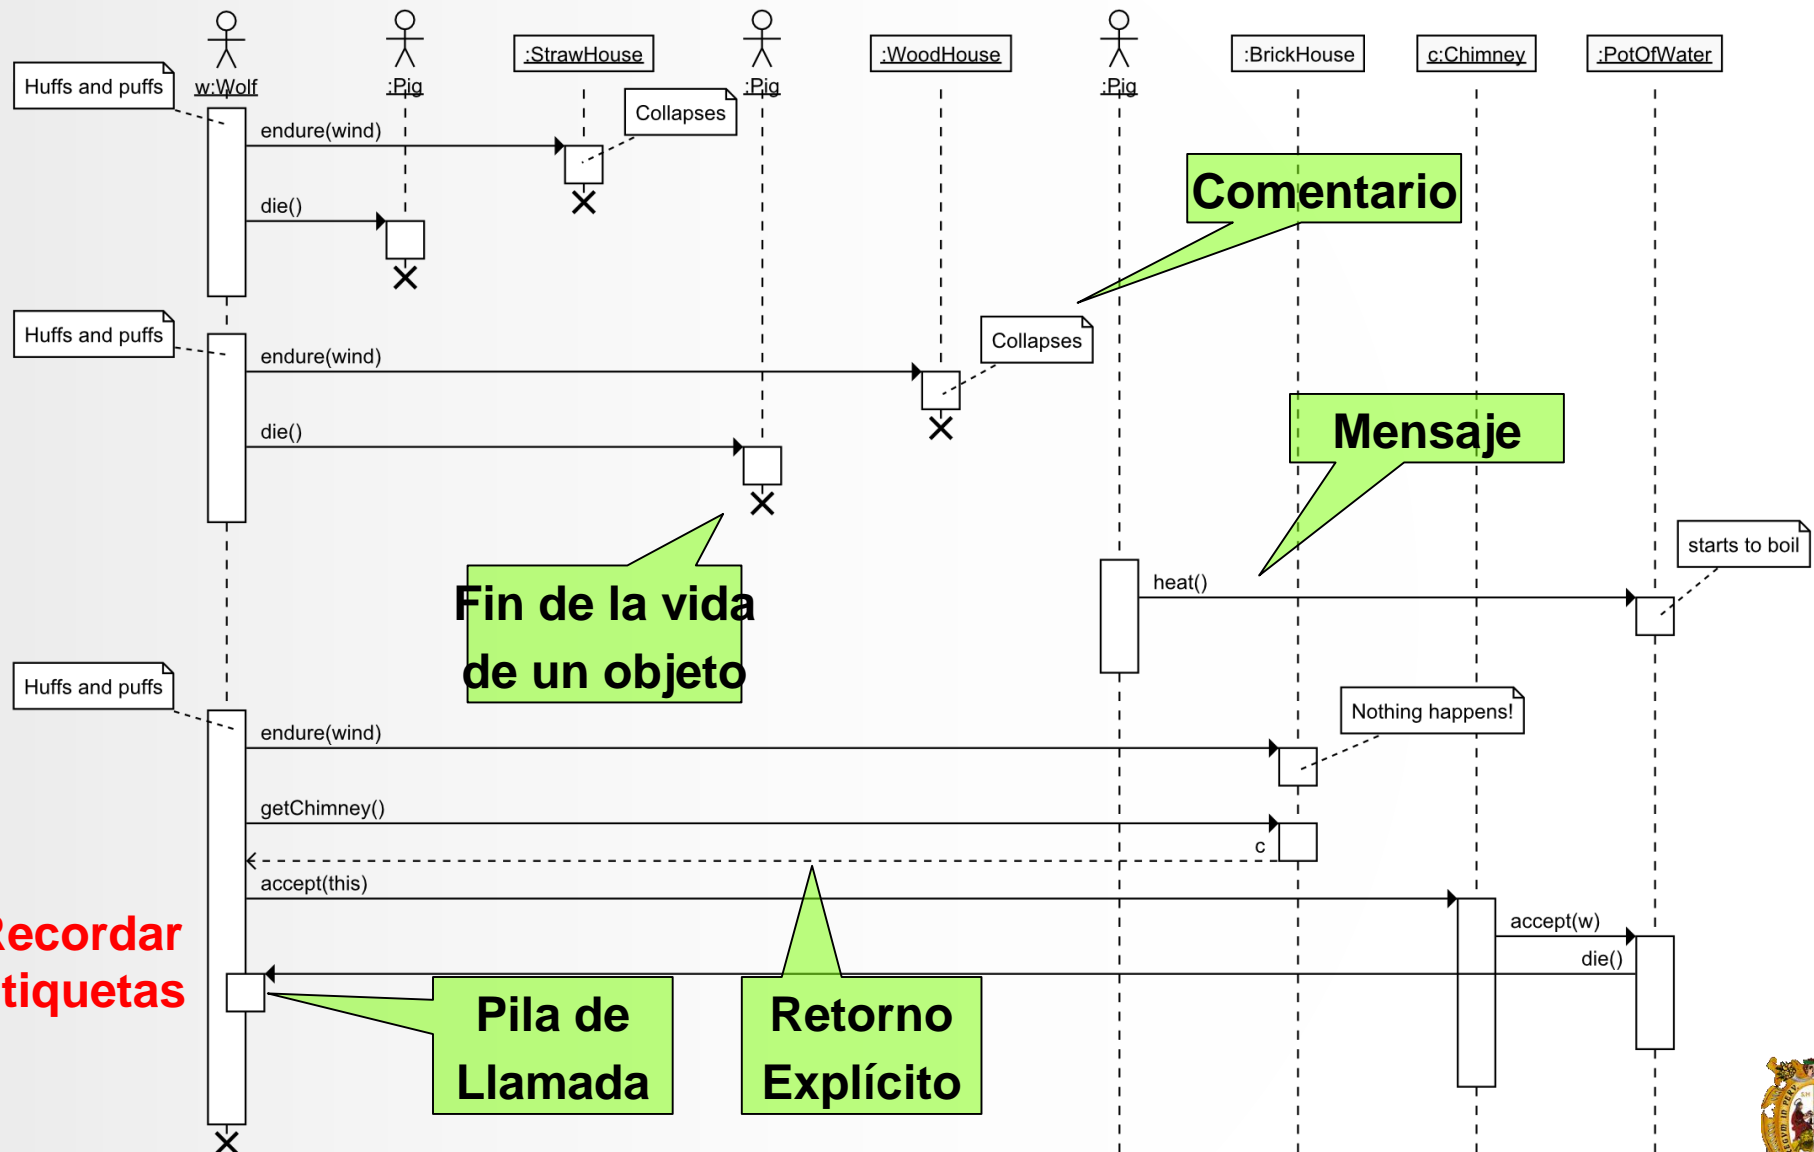 w:Wolf
:Pig
:StrawHouse
:Pig
:WoodHouse
:Pig
:BrickHouse
c:Chimney
:PotOfWater
Huffs and puffs
Collapses
endure(wind)
Comentario
die()
Huffs and puffs
Collapses
endure(wind)
Mensaje
die()
starts to boil
heat()
Fin de la vida
de un objeto
Huffs and puffs
Nothing happens!
endure(wind)
getChimney()
c
accept(this)
accept(w)
Recordar
tiquetas
die()
Pila de
Llamada
Retorno
Explícito